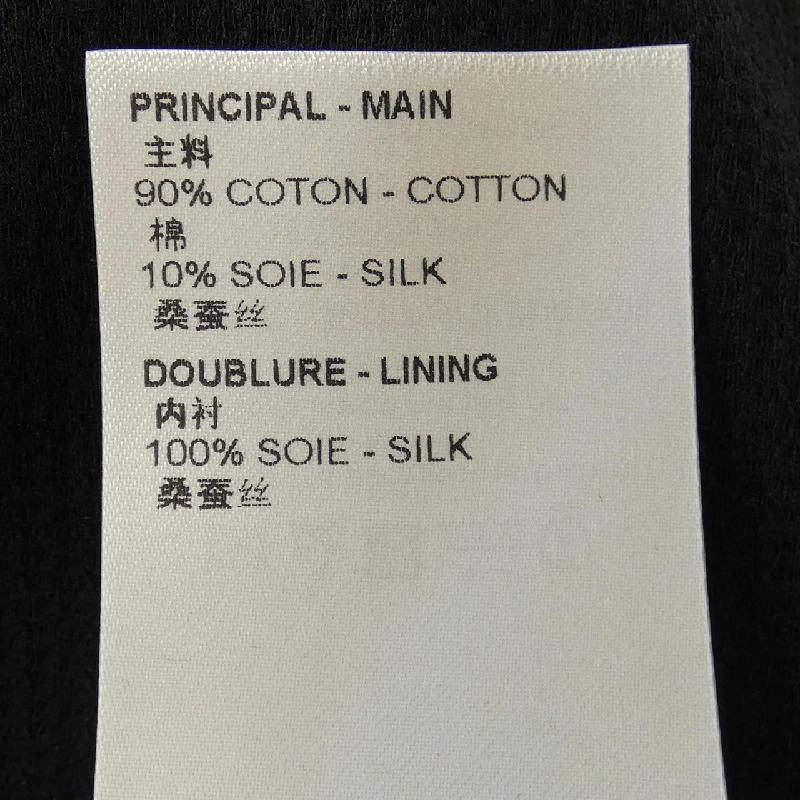 PRINCIPAL - MAIN
主料
90% COTON - COTTON
棉
10% SOIE - SILK
桑蚕丝
DOUBLURE - LINING
内衬
100% SOIE - SILK
桑蚕丝